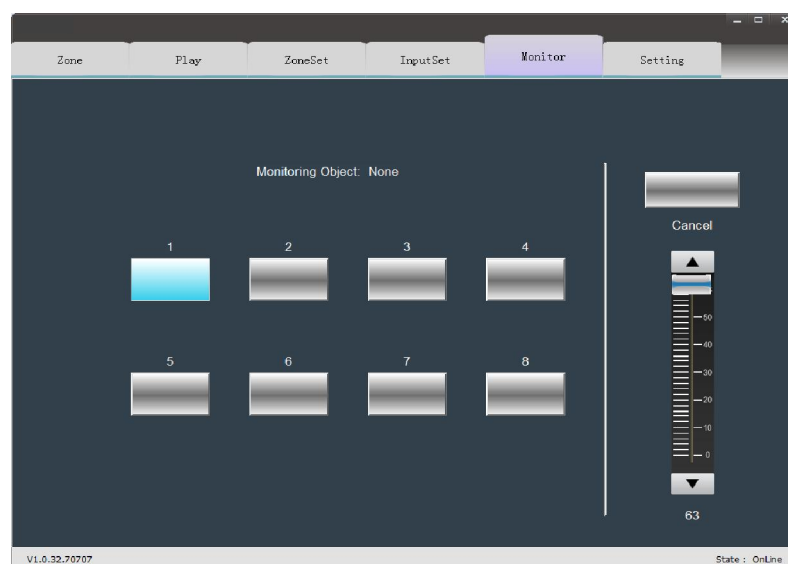 Zone Play ZoneSet InputSet Monitor Setting
Monitoring Object: None
Cancel
1 2 3 4
50
40
30
5 6 7 8
20
10
0
63
V1.0.32.70707 State : OnLine